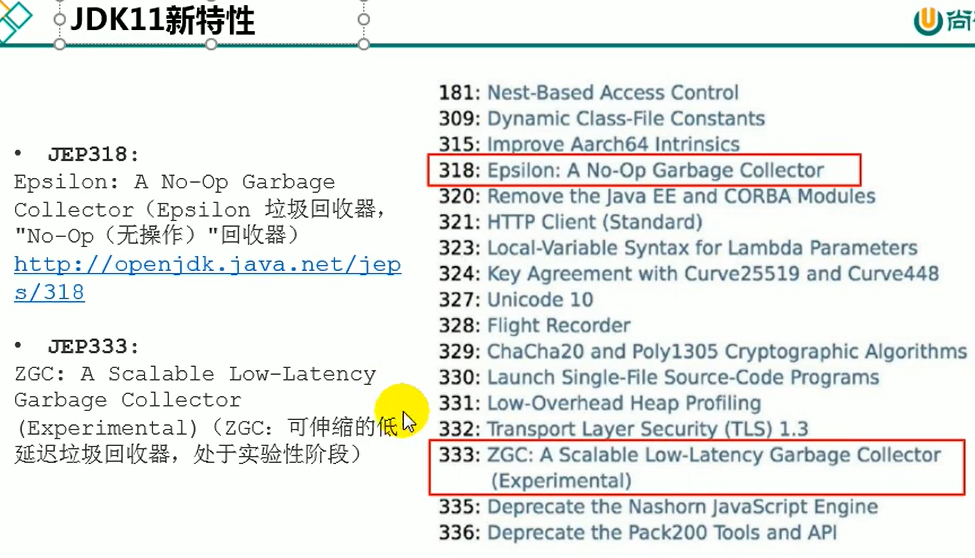 JDK11新特性
尚
• JEP318:
Epsilon: A No-Op Garbage
Collector（Epsilon 垃圾回收器，
"No-Op（无操作）"回收器）
http://openjdk.java.net/jep
s/318
• JEP333:
ZGC: A Scalable Low-Latency
Garbage Collector
(Experimental)（ZGC：可伸缩的低
延迟垃圾回收器，处于实验性阶段）
181: Nest-Based Access Control
309: Dynamic Class-File Constants
315: Improve Aarch64 Intrinsics
318: Epsilon: A No-Op Garbage Collector
320: Remove the Java EE and CORBA Modules
321: HTTP Client (Standard)
323: Local-Variable Syntax for Lambda Parameters
324: Key Agreement with Curve25519 and Curve448
327: Unicode 10
328: Flight Recorder
329: ChaCha20 and Poly1305 Cryptographic Algorithms
330: Launch Single-File Source-Code Programs
331: Low-Overhead Heap Profiling
332: Transport Layer Security (TLS) 1.3
333: ZGC: A Scalable Low-Latency Garbage Collector
(Experimental)
335: Deprecate the Nashorn JavaScript Engine
336: Deprecate the Pack200 Tools and API